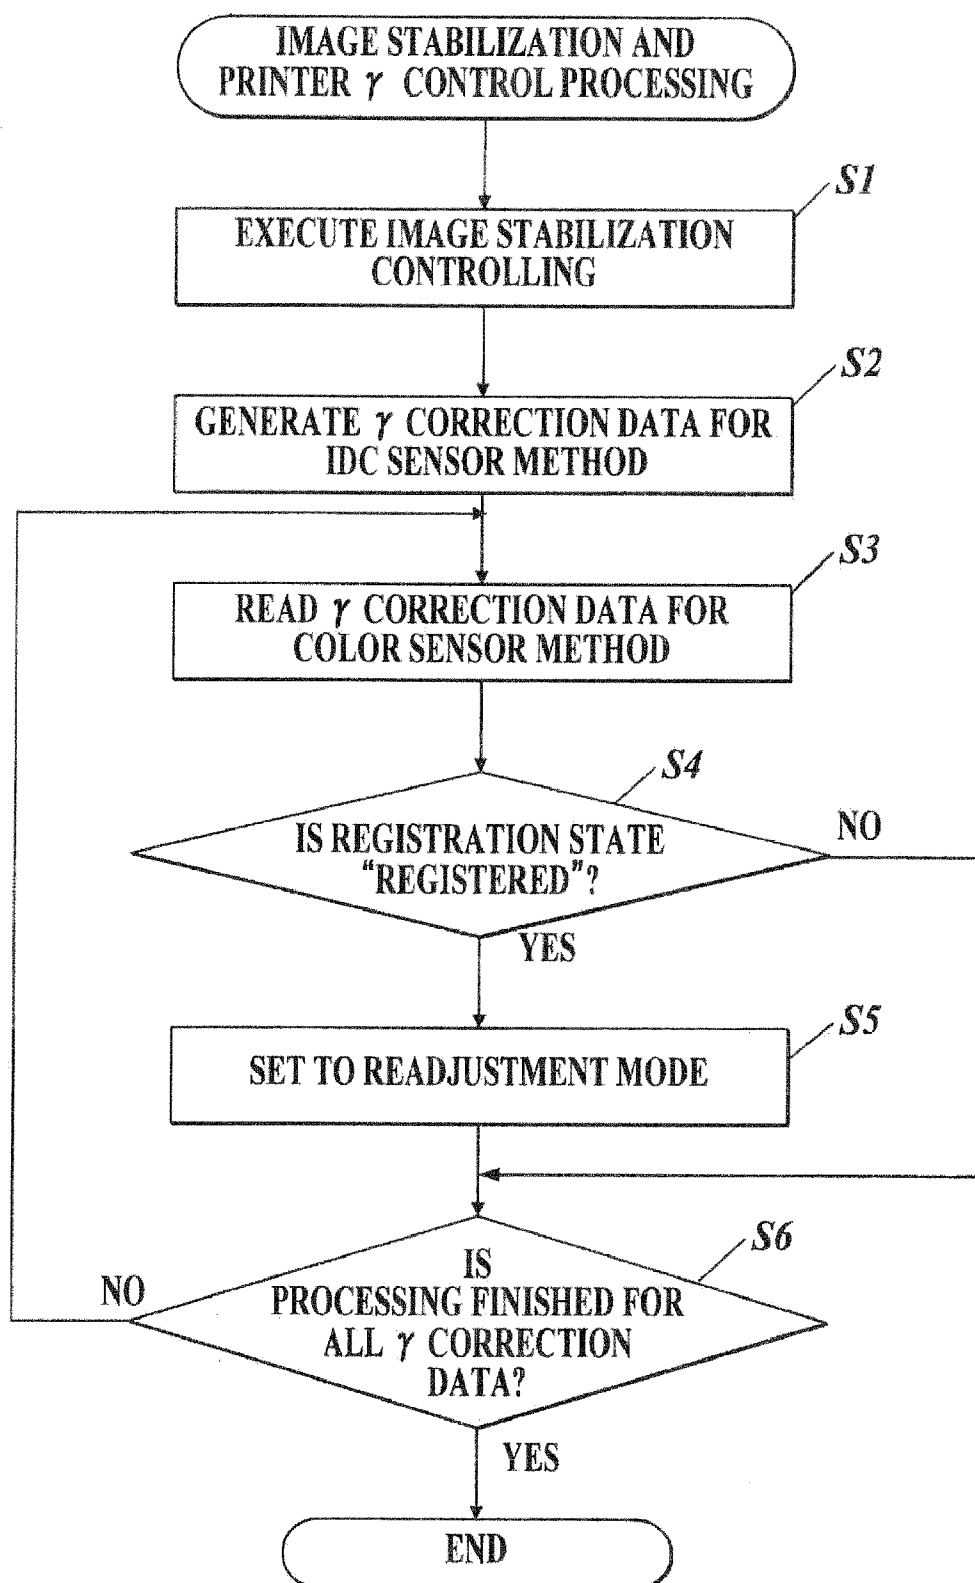 IMAGE STABILIZATION AND
PRINTER γ CONTROL PROCESSING
S1
EXECUTE IMAGE STABILIZATION
CONTROLLING
S2
GENERATE γ CORRECTION DATA FOR
IDC SENSOR METHOD
S3
READ γ CORRECTION DATA FOR
COLOR SENSOR METHOD
S4
IS REGISTRATION STATE
“REGISTERED”?
NO
YES
S5
SET TO READJUSTMENT MODE
S6
IS
PROCESSING FINISHED FOR
ALL γ CORRECTION
DATA?
NO
YES
END